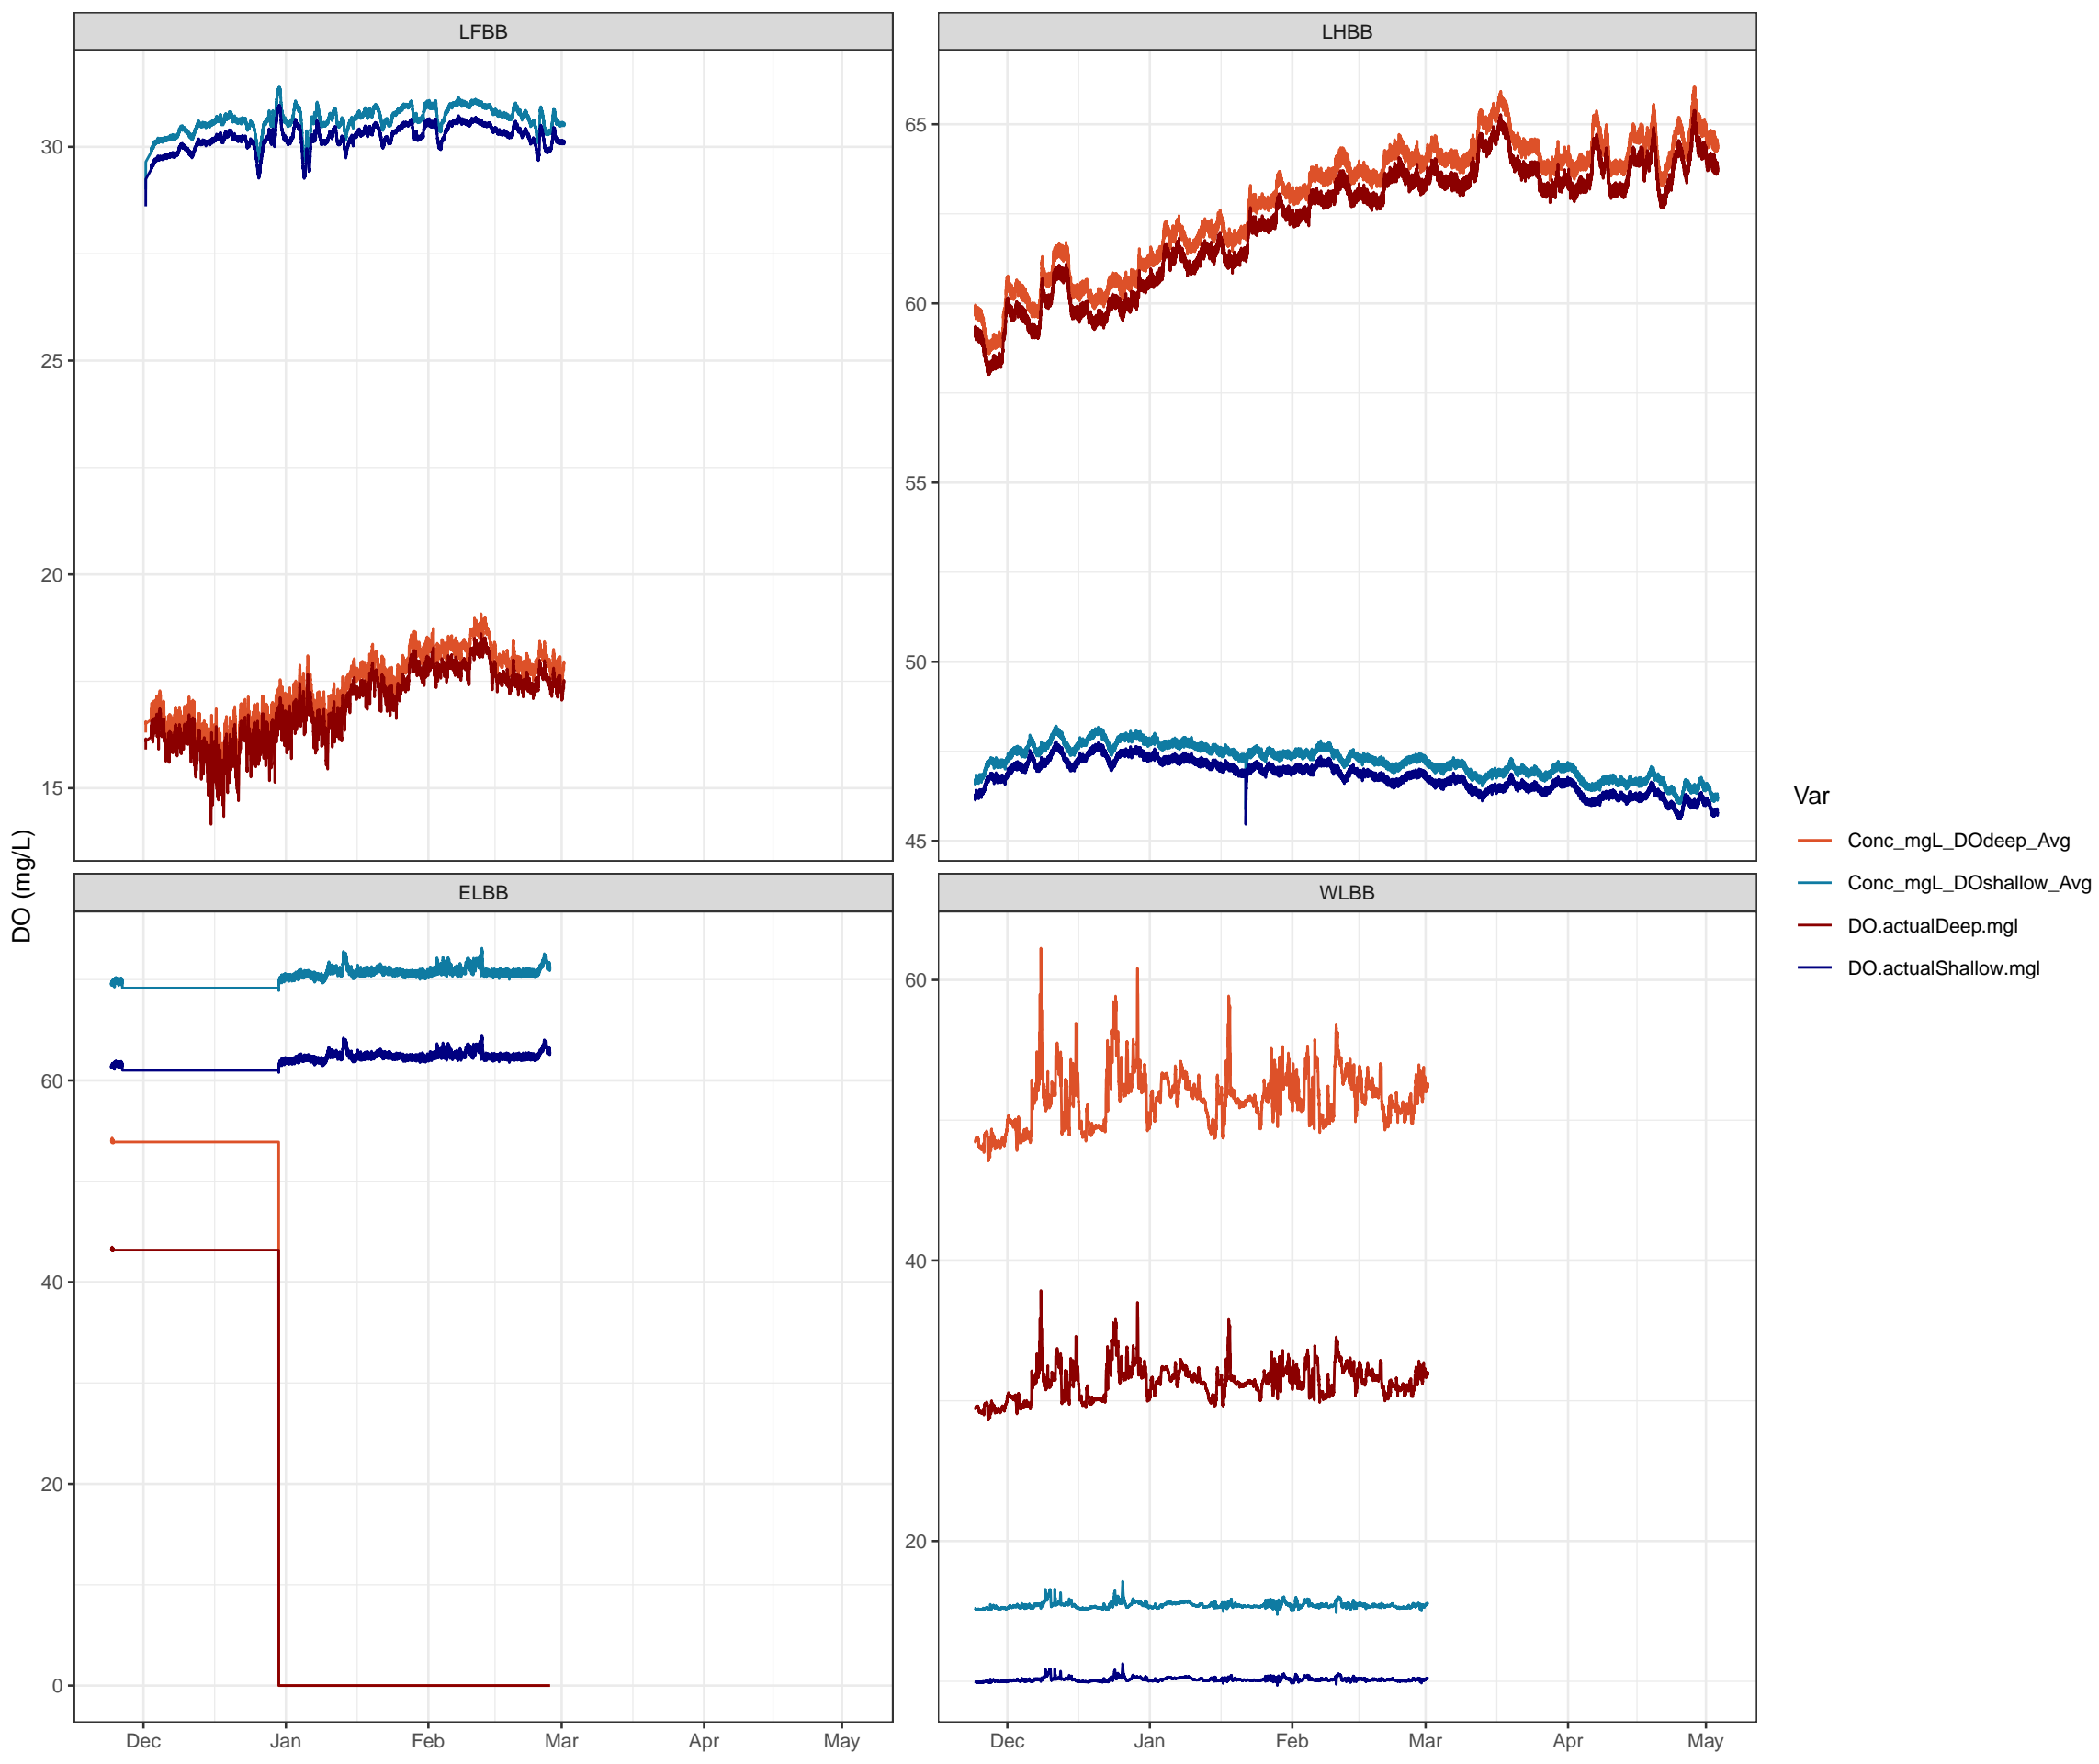 LFBB
LHBB
30
25
20
15
65
60
55
50
45
DO (mg/L)
ELBB
WLBB
60
40
20
0
60
40
20
Dec Jan Feb Mar Apr May
Dec Jan Feb Mar Apr May
Var
Conc_mgL_DOdeep_Avg
Conc_mgL_DOshallow_Avg
DO.actualDeep.mgl
DO.actualShallow.mgl